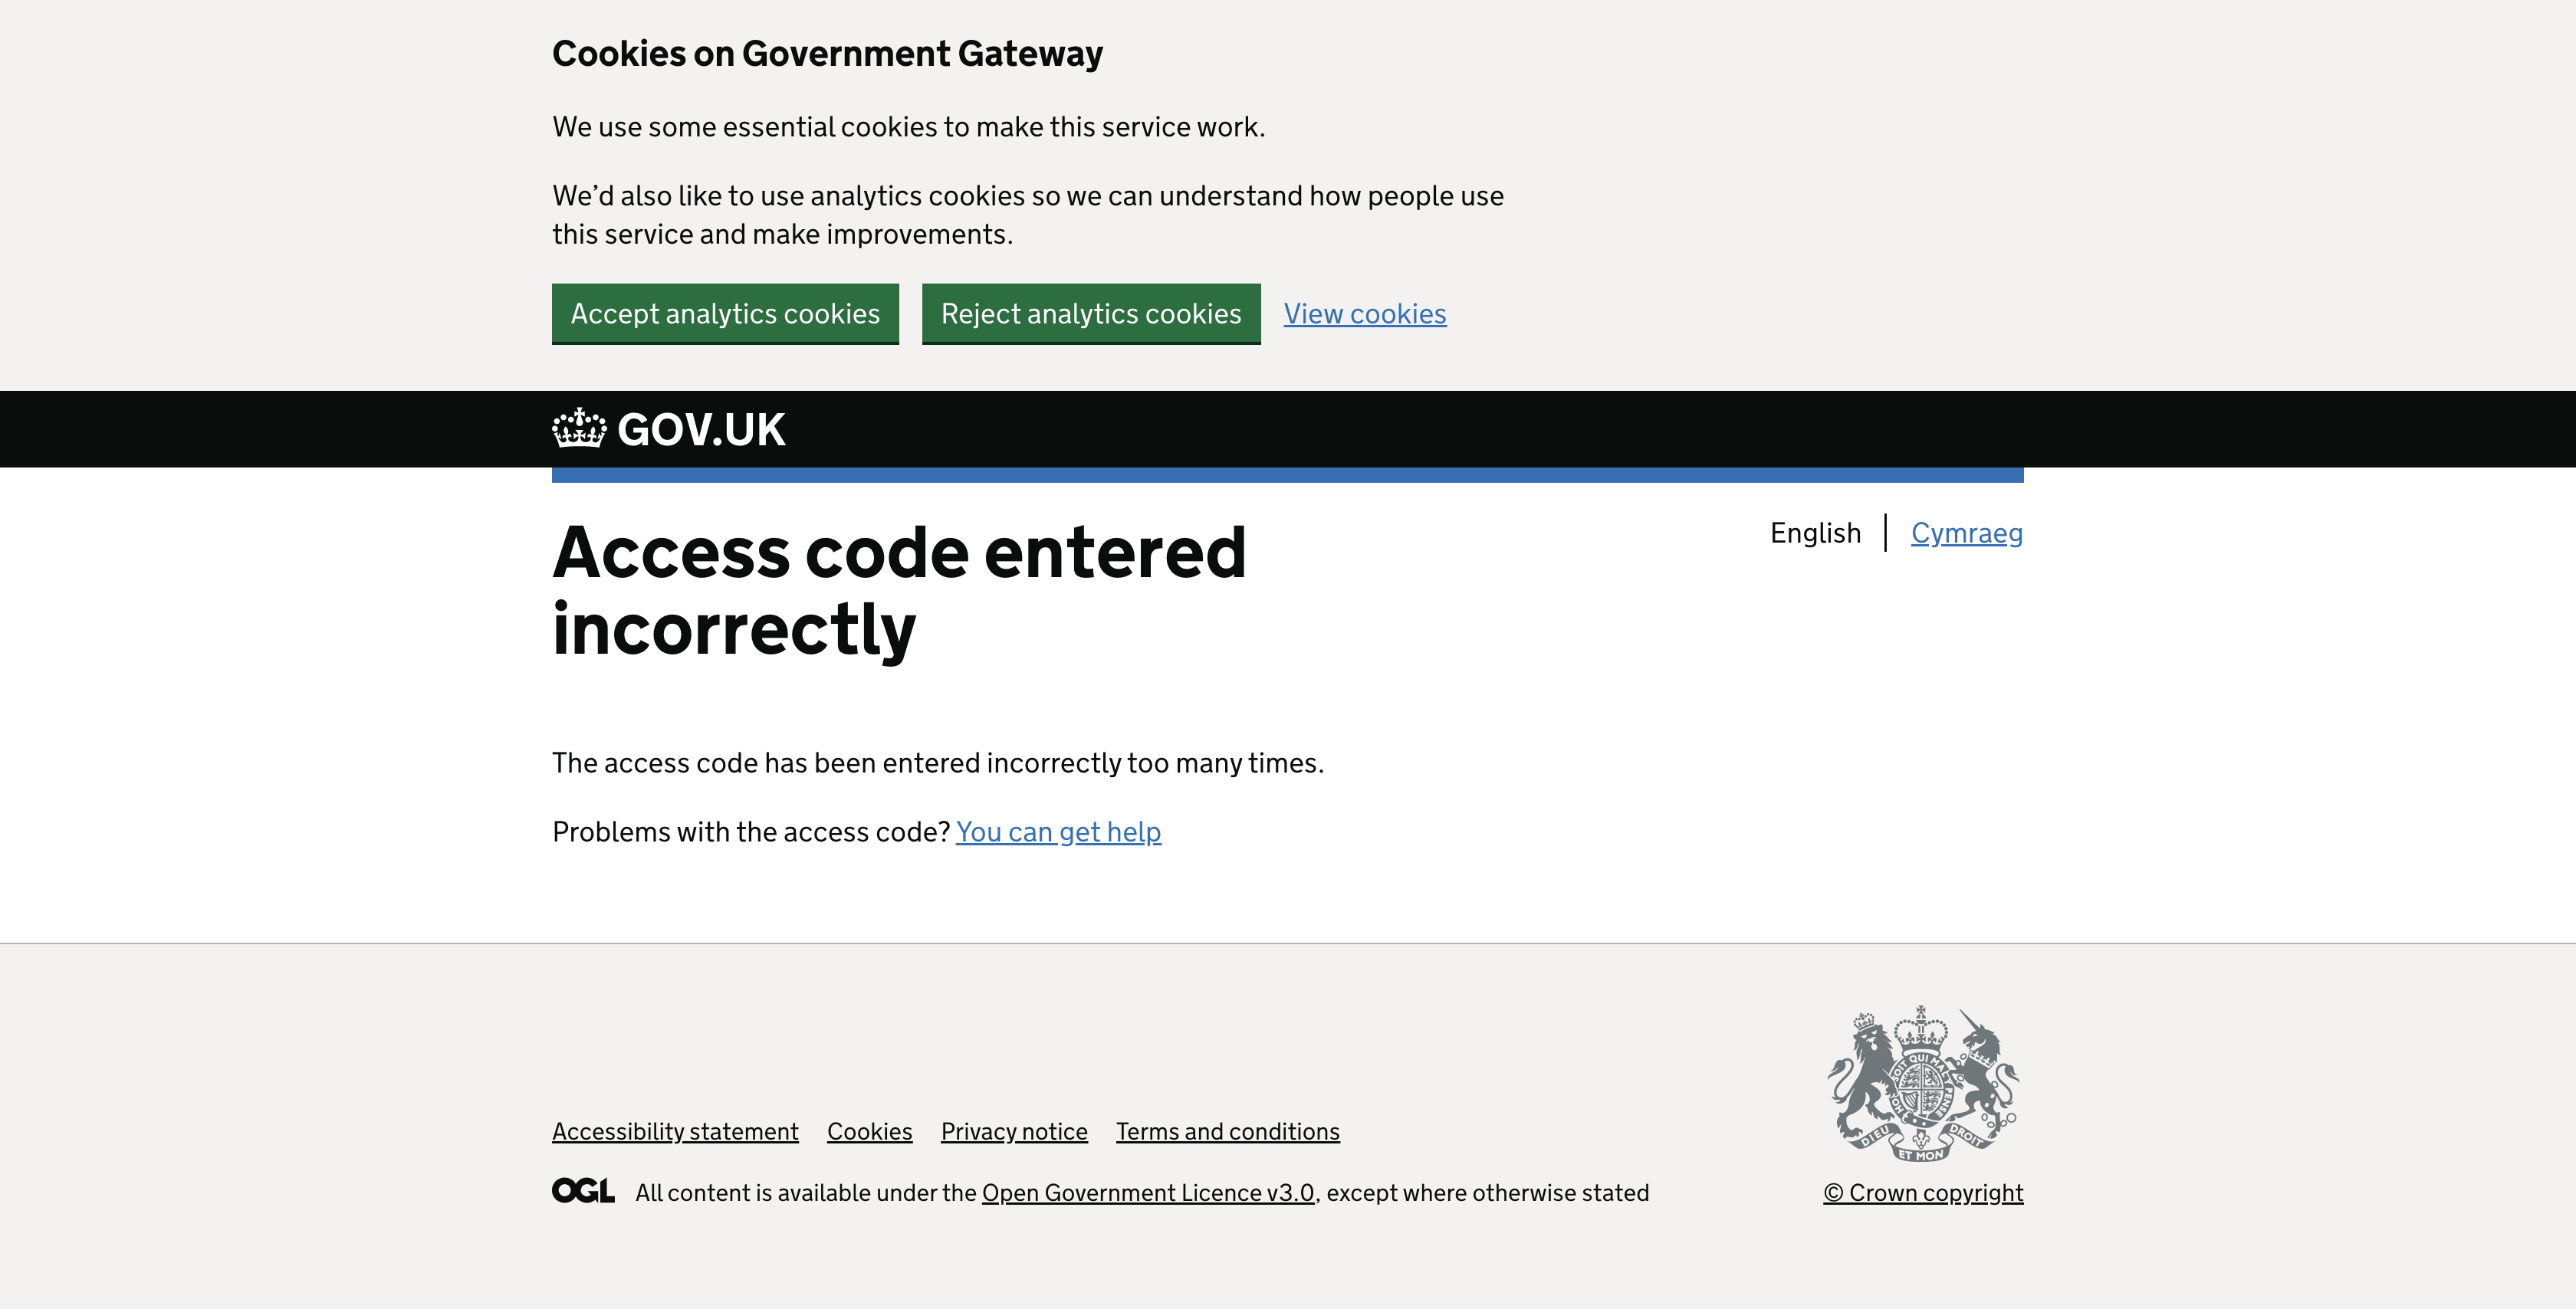 Cookies on Government Gateway
We use some essential cookies to make this service work.
We’d also like to use analytics cookies so we can understand how people use
this service and make improvements.
Accept analytics cookies
Reject analytics cookies
View cookies
GOV.UK
English
Cymraeg
Access code entered
incorrectly
The access code has been entered incorrectly too many times.
Problems with the access code? You can get help
Accessibility statement
Cookies
Privacy notice
Terms and conditions
OGL
All content is available under the Open Government Licence v3.0, except where otherwise stated
DIEU ET MON DROIT
© Crown copyright